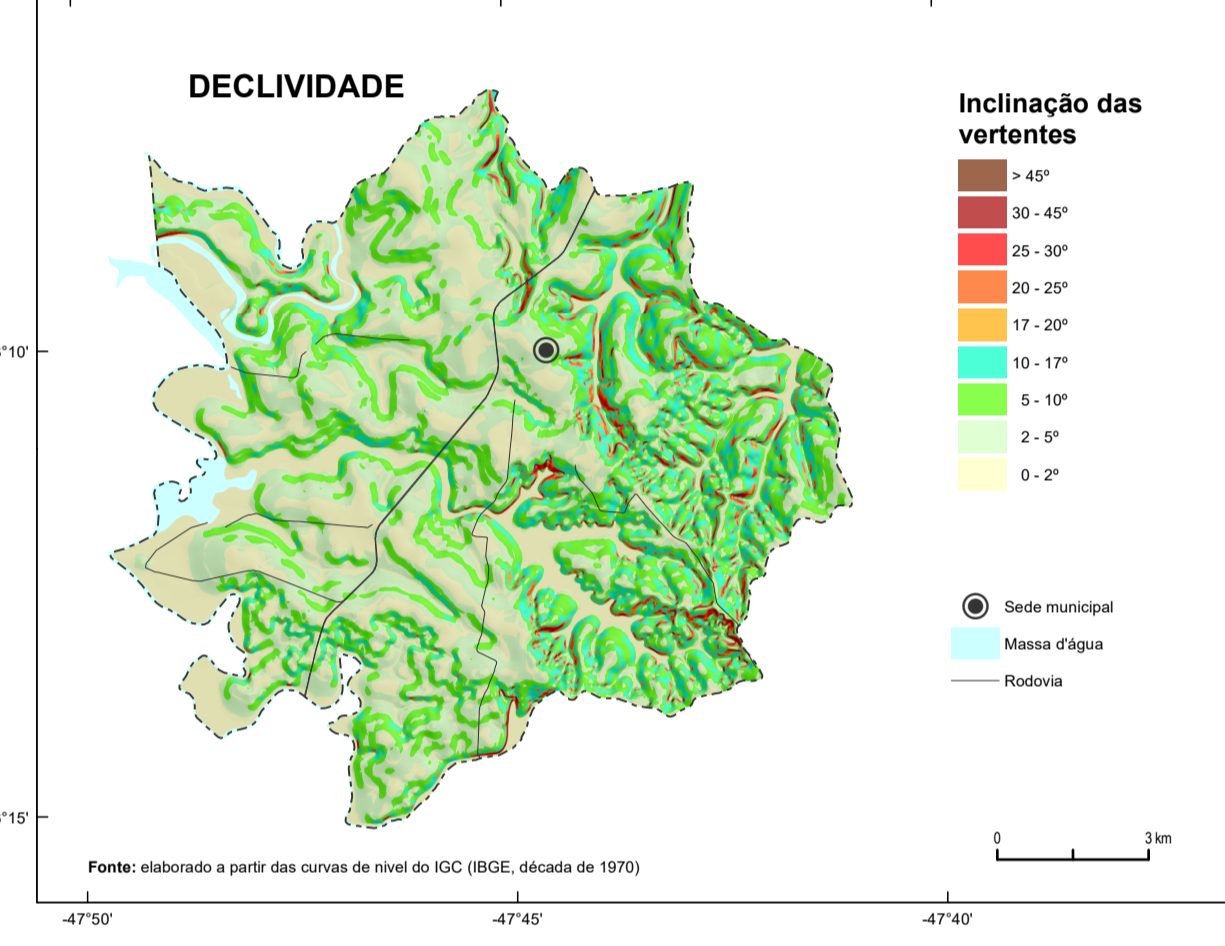 DECLIVIDADE
Inclinação das
vertentes
> 45º
30 - 45º
25 - 30º
20 - 25º
17 - 20º
10 - 17º
5 - 10º
2 - 5º
0 - 2º
°10'
Sede municipal
Massa d'água
Rodovia
°15'
0 3 km
Fonte: elaborado a partir das curvas de nivel do IGC (IBGE, década de 1970)
-47°50' -47°45' -47°40'